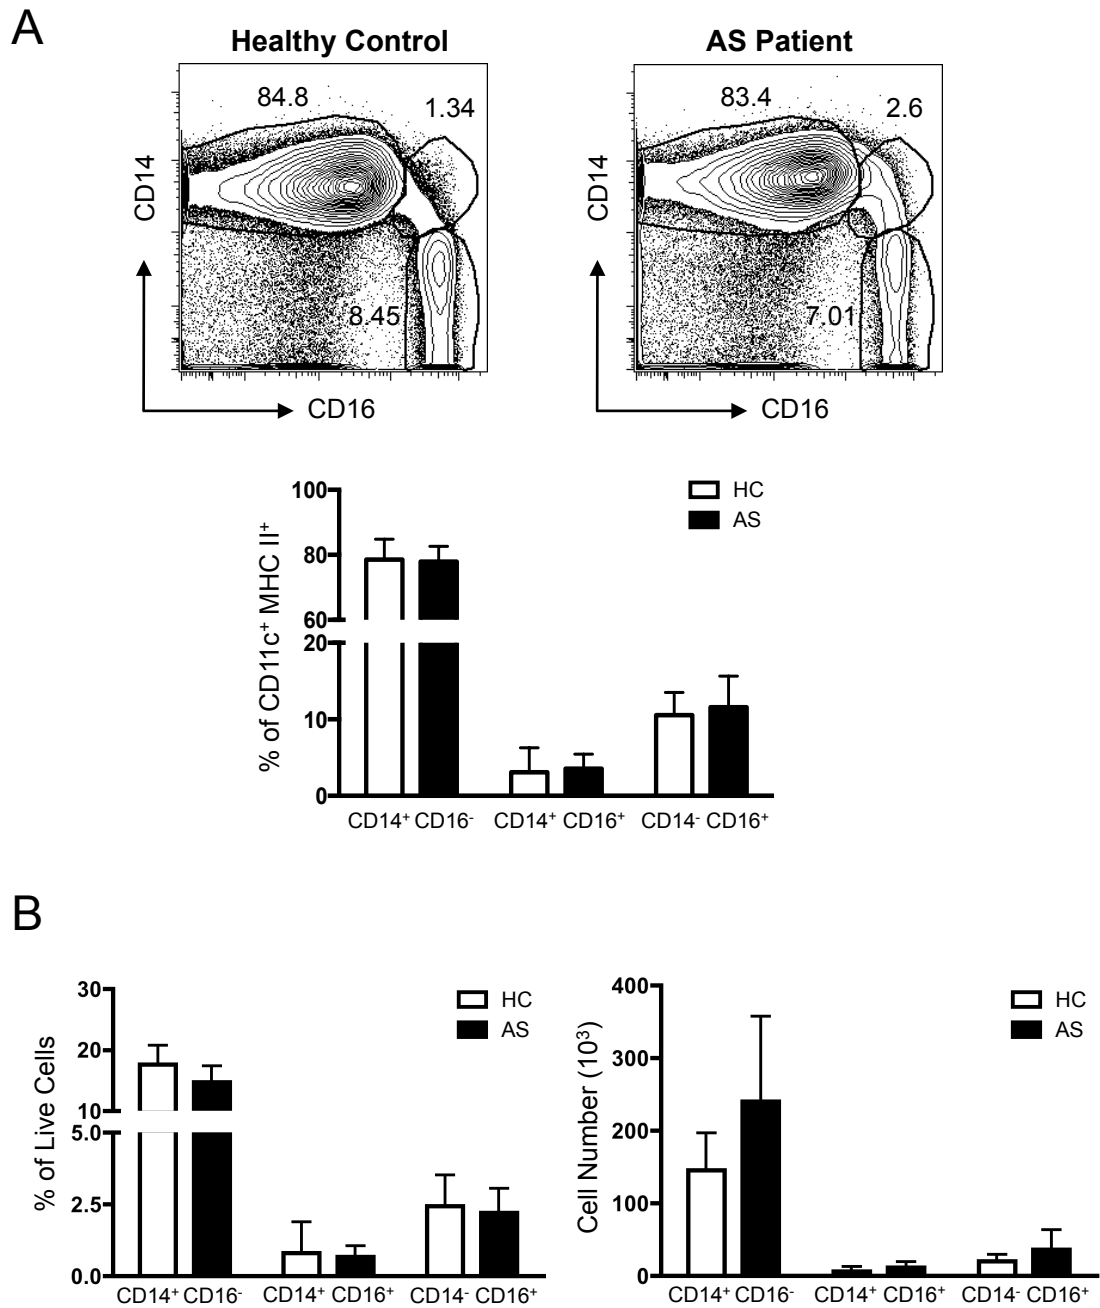 A
Healthy Control
AS Patient
84.8
1.34
8.45
CD14
CD16
83.4
2.6
7.01
CD14
CD16
HC
AS
100
80
60
20
10
0
% of CD11c⁺ MHC II⁺
CD14⁺ CD16⁻
CD14⁺ CD16⁺
CD14⁻ CD16⁺
B
HC
AS
30
20
10
5.0
2.5
0.0
% of Live Cells
CD14⁺ CD16⁻
CD14⁺ CD16⁺
CD14⁻ CD16⁺
HC
AS
400
300
200
100
0
Cell Number (10³)
CD14⁺ CD16⁻
CD14⁺ CD16⁺
CD14⁻ CD16⁺